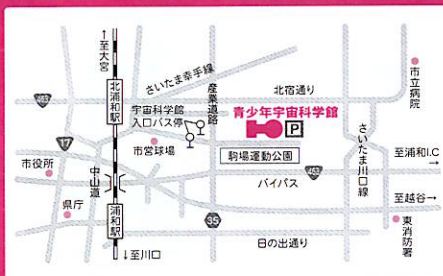 ↑至大宮
さいたま幸手線
北宿通り
463
北浦和駅
宇宙科学館
入口バス停
産業道路
青少年宇宙科学館
P
市立病院
17
市営球場
駒場運動公園
さいたま川口線
至浦和I.C
→
市役所
中山道
バイパス
463
至越谷→
県庁
浦和駅
35
東消防署
日の出通り
↓至川口